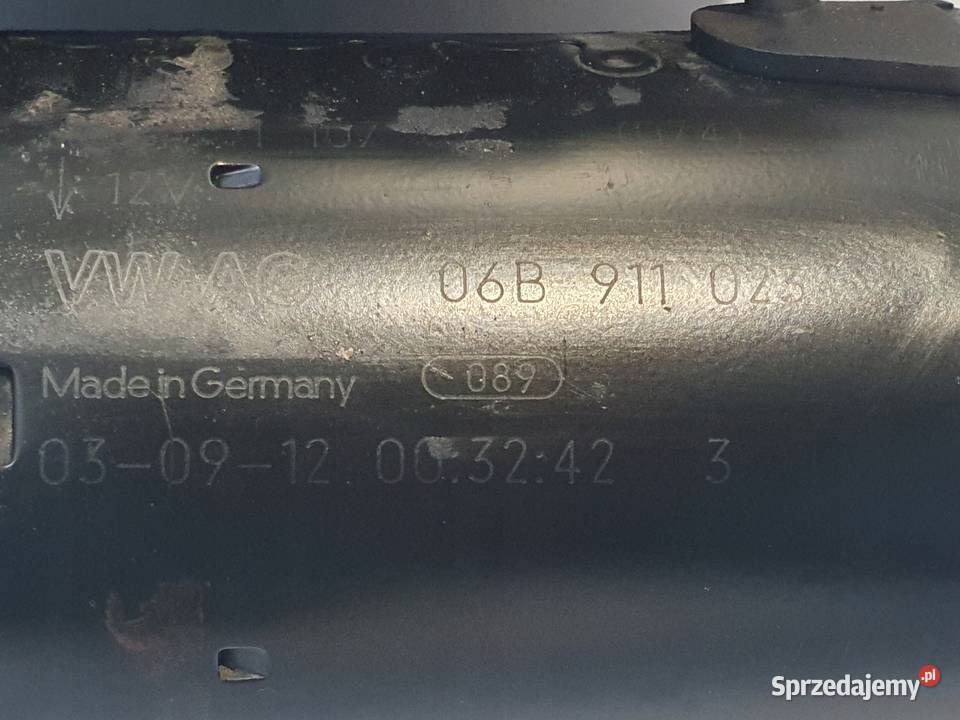 12V
VW AG
06B 911 023
Made in Germany
089
03-09-12 00:32:42 3
Sprzedajemy.pl